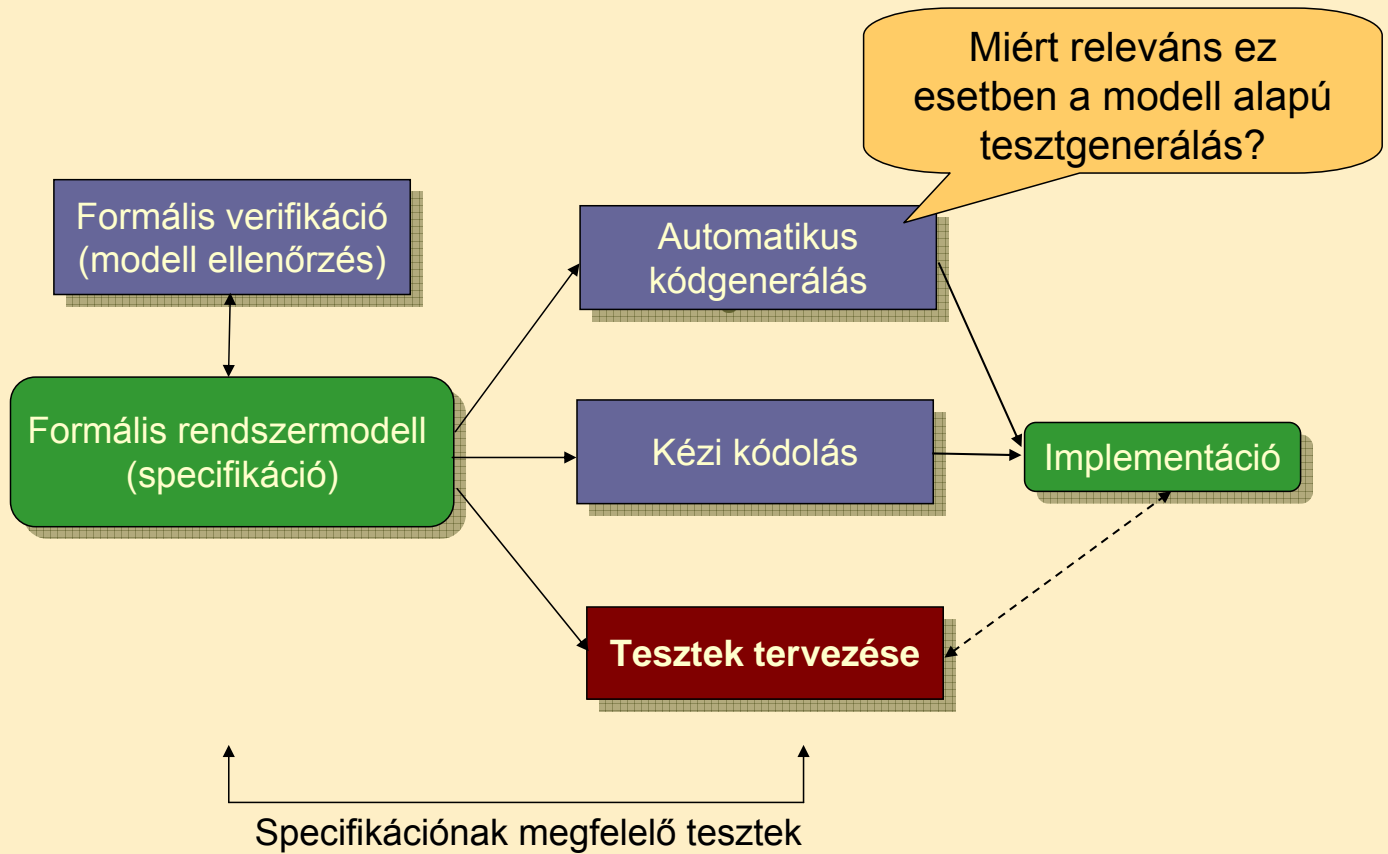 Miért releváns ez
esetben a modell alapú
tesztgenerálás?
Formális verifikáció
(modell ellenőrzés)
Automatikus
kódgenerálás
Formális rendszermodell
(specifikáció)
Kézi kódolás
Implementáció
Tesztek tervezése
Specifikációnak megfelelő tesztek